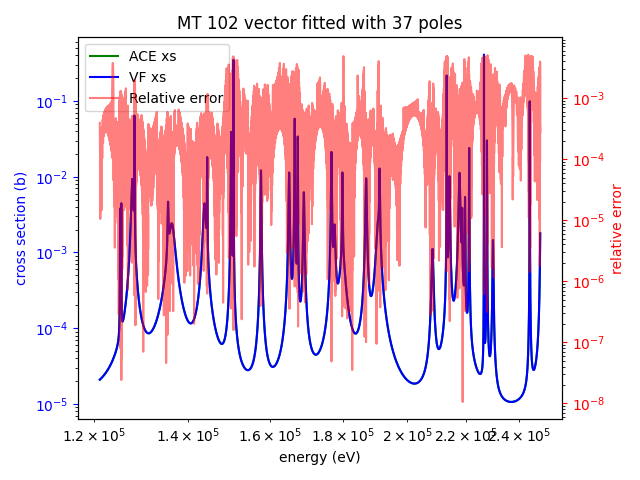 MT 102 vector fitted with 37 poles
ACE xs
VF xs
Relative error
10⁻¹
10⁻²
10⁻³
10⁻⁴
10⁻⁵
cross section (b)
10⁻³
10⁻⁴
10⁻⁵
10⁻⁶
10⁻⁷
10⁻⁸
relative error
1.2 × 10⁵ 1.4 × 10⁵ 1.6 × 10⁵ 1.8 × 10⁵ 2 × 10⁵ 2.2 × 10⁵ 2.4 × 10⁵
energy (eV)